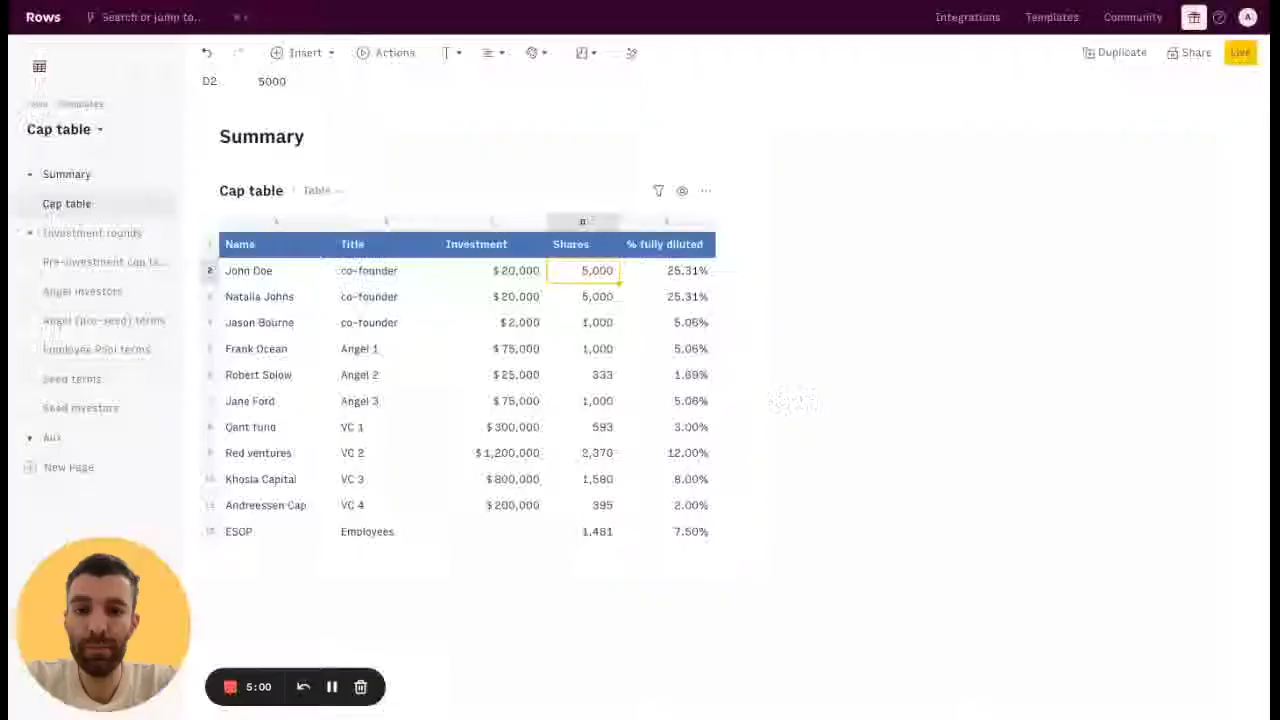 Rows Search or jump to.. Integrations Templates Community A
Insert Actions Duplicate Share Live
D2 5000
Templates
Cap table
Summary
Cap table
Investment rounds
Pre-investment cap ta...
Angel investors
Angel (pre-seed) terms
Employee Pool terms
Seed terms
Seed investors
Aux
New Page
Summary
Cap table Table
Name Title Investment Shares % fully diluted
2 John Doe co-founder $ 20,000 5,000 25.31%
Natalia Johns co-founder $ 20,000 5,000 25.31%
Jason Bourne co-founder $ 2,000 1,000 5.06%
Frank Ocean Angel 1 $ 75,000 1,000 5.06%
Robert Solow Angel 2 $ 25,000 333 1.69%
Jane Ford Angel 3 $ 75,000 1,000 5.06%
Qant fund VC 1 $ 300,000 593 3.00%
Red ventures VC 2 $ 1,200,000 2,370 12.00%
Khosla Capital VC 3 $ 800,000 1,580 8.00%
Andreessen Cap VC 4 $ 200,000 395 2.00%
ESOP Employees 1,481 7.50%
5:00